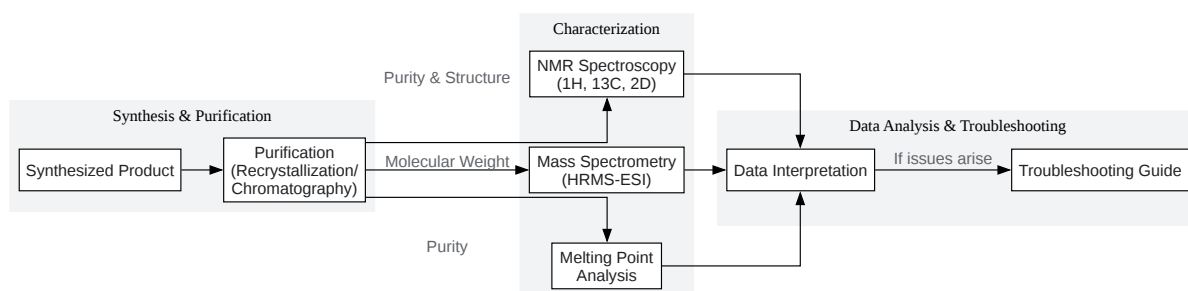 Characterization
NMR Spectroscopy
(1H, 13C, 2D)
Purity & Structure
Synthesis & Purification
Data Analysis & Troubleshooting
Synthesized Product
Purification
(Recrystallization/
Chromatography)
Molecular Weight
Mass Spectrometry
(HRMS-ESI)
Data Interpretation
If issues arise
Troubleshooting Guide
Purity
Melting Point
Analysis